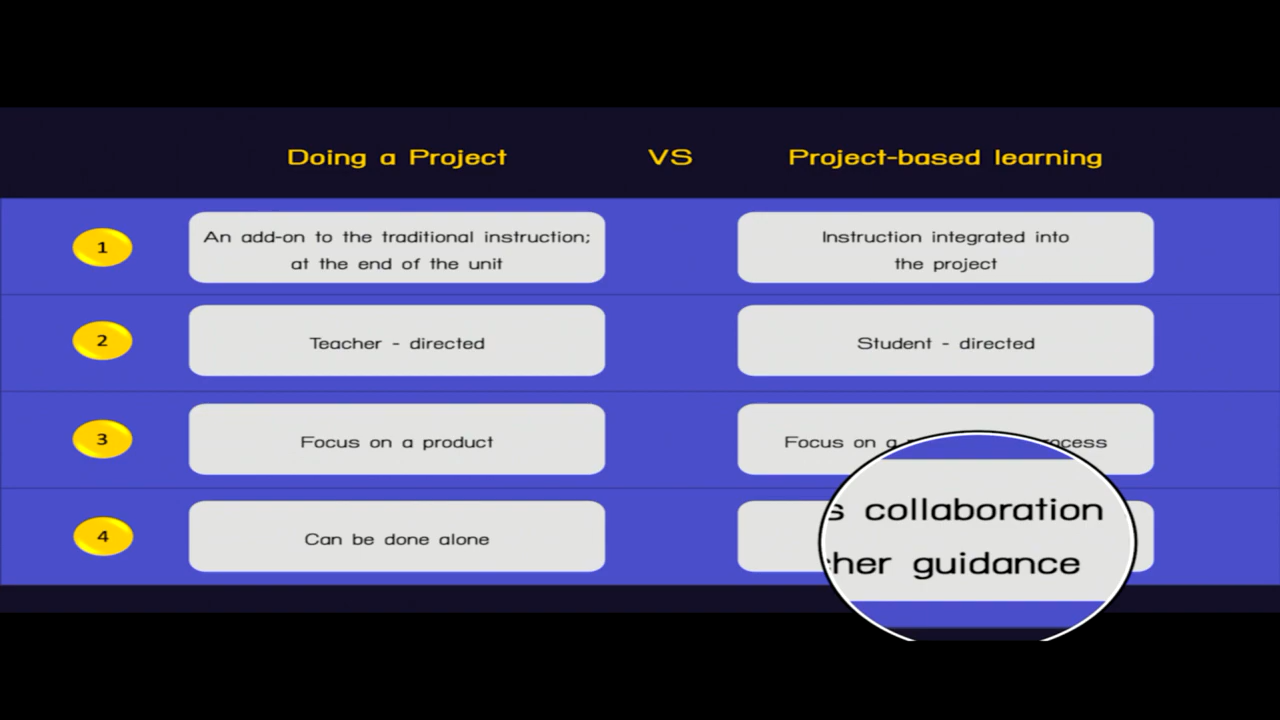 Doing a Project VS Project-based learning
1 An add-on to the traditional instruction; Instruction integrated into
at the end of the unit the project
2 Teacher - directed Student - directed
3 Focus on a product Focus on a
4 Can be done alone collaboration
guidance